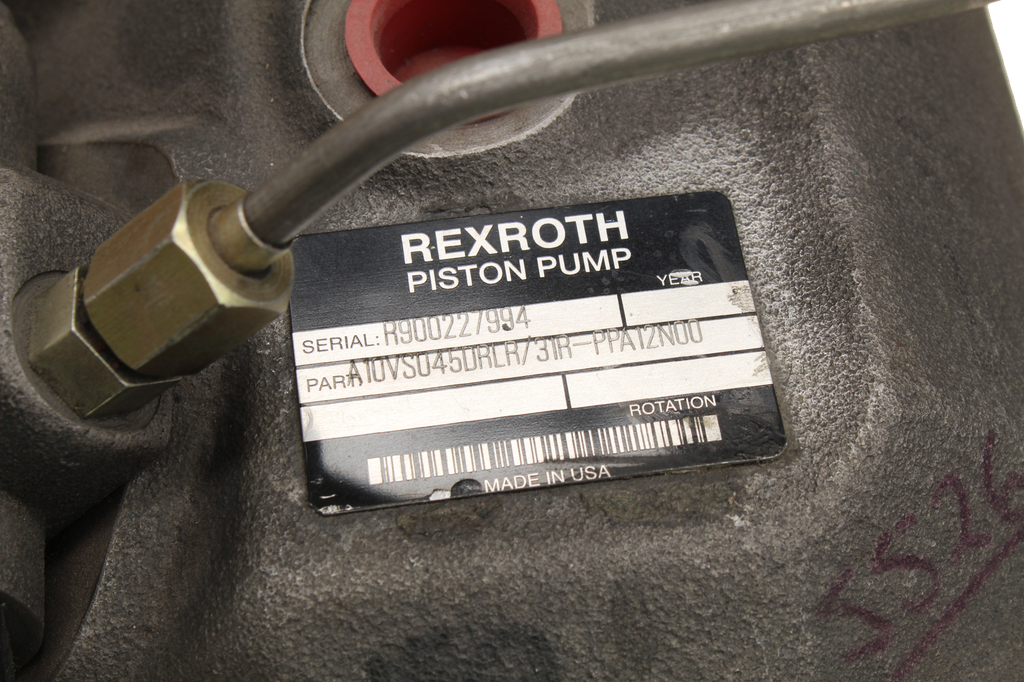 REXROTH
PISTON PUMP
YEAR
SERIAL: R900227994
PART A10VSO45DRLR/31R-PPA12N00
ROTATION
MADE IN USA
5526